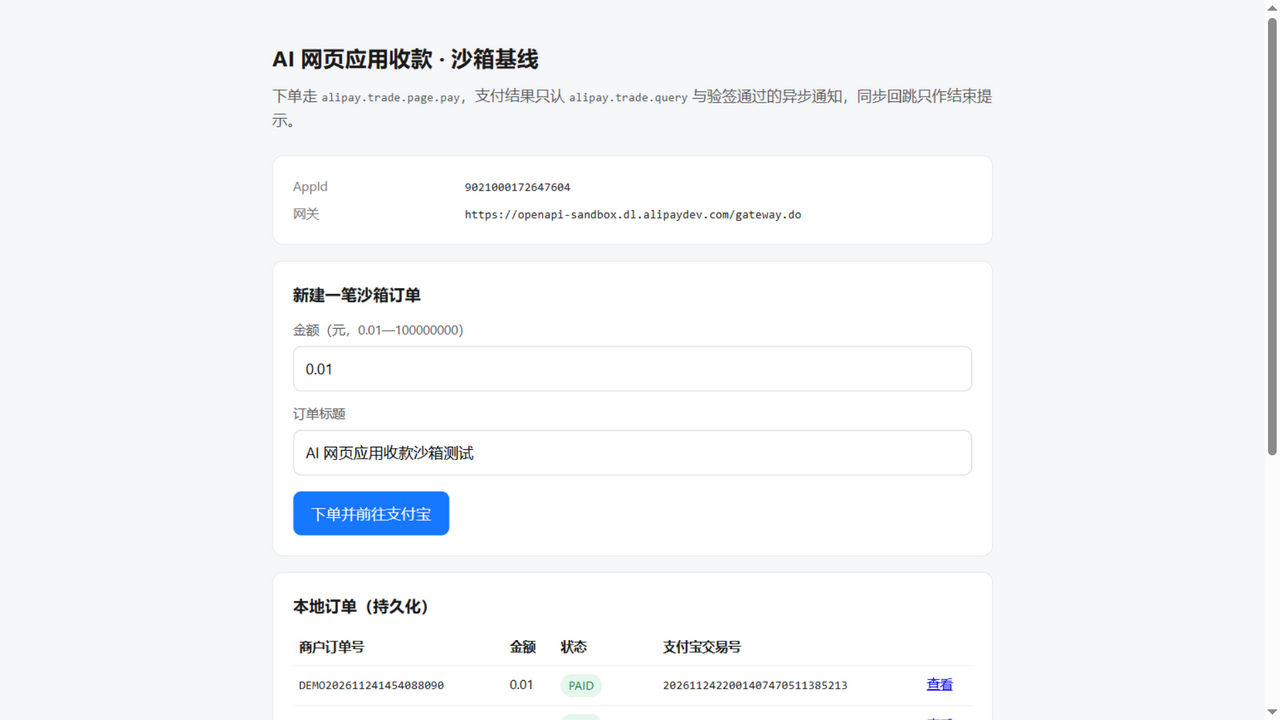 AI 网页应用收款 · 沙箱基线
下单走 alipay.trade.page.pay，支付结果只认 alipay.trade.query 与验签通过的异步通知，同步回跳只作结束提
示。
AppId 9021000172647604
网关 https://openapi-sandbox.dl.alipaydev.com/gateway.do
新建一笔沙箱订单
金额（元，0.01—100000000）
0.01
订单标题
AI 网页应用收款沙箱测试
下单并前往支付宝
本地订单（持久化）
商户订单号 金额 状态 支付宝交易号
DEMO202611241454088090 0.01 PAID 2026112422001407470511385213 查看